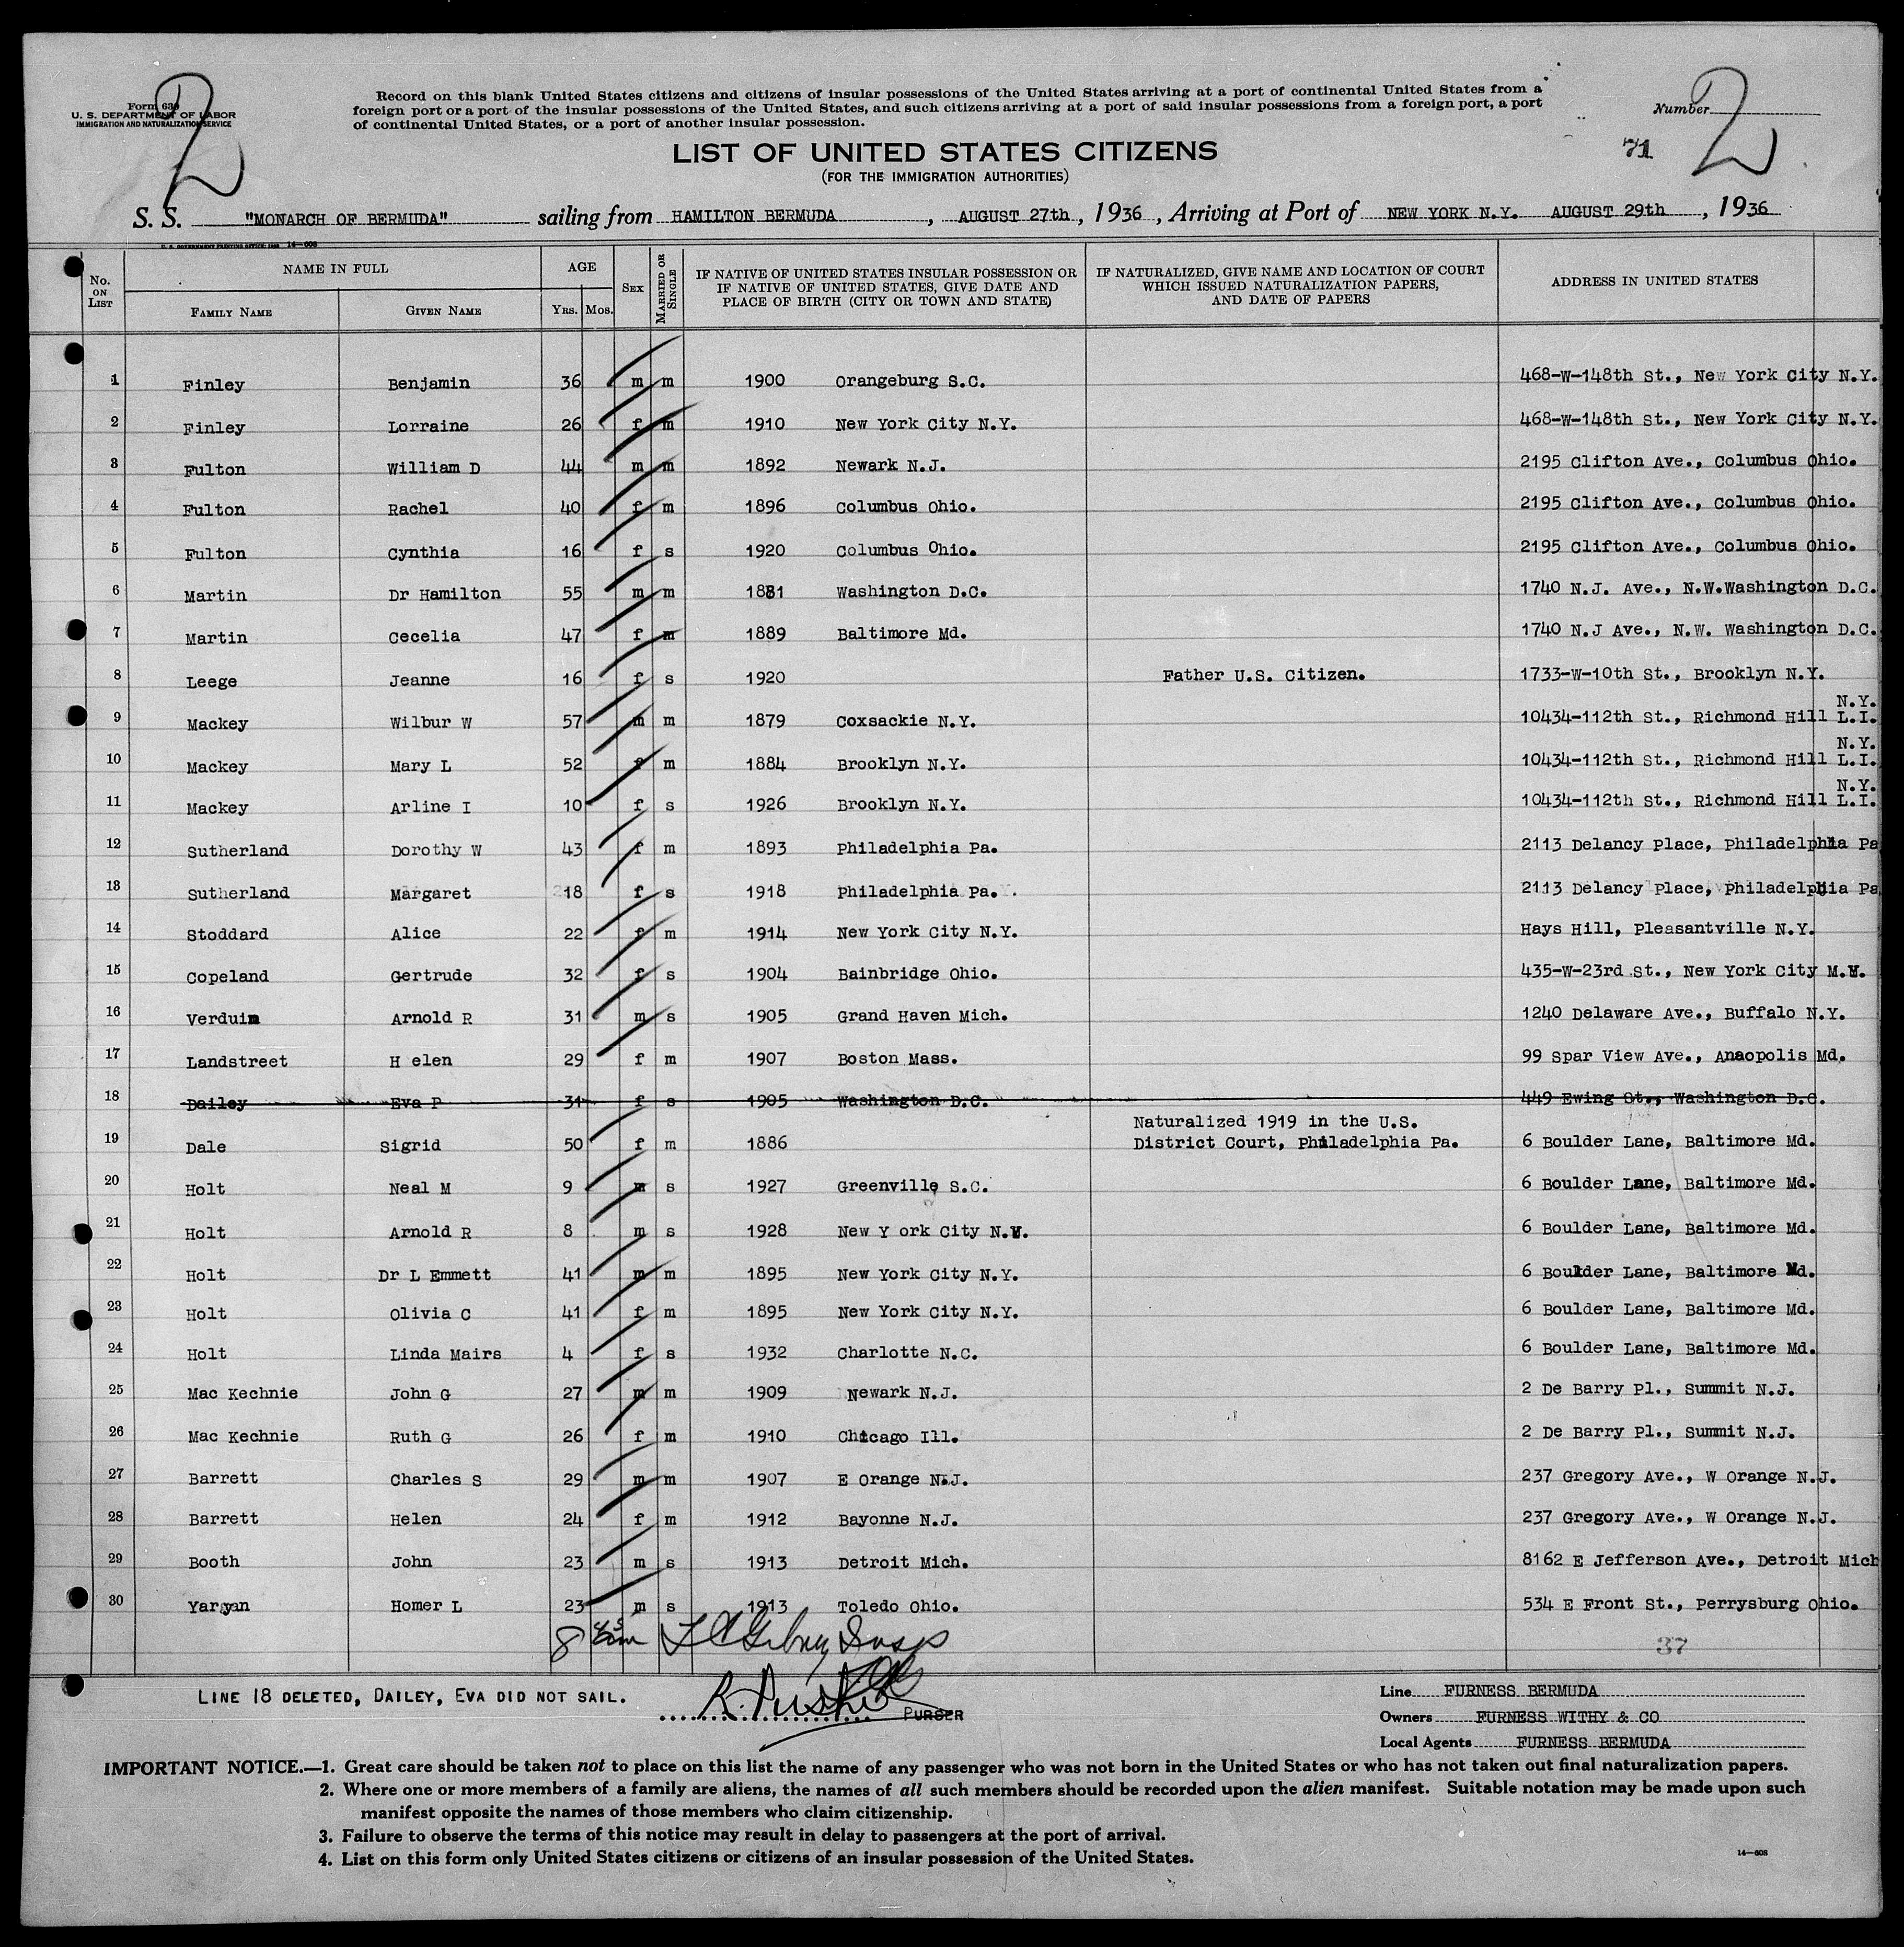 Form 630
U. S. DEPARTMENT OF LABOR
IMMIGRATION AND NATURALIZATION SERVICE
2
Record on this blank United States citizens and citizens of insular possessions of the United States arriving at a port of continental United States from a
foreign port or a port of the insular possessions of the United States, and such citizens arriving at a port of said insular possessions from a foreign port, a port
of continental United States, or a port of another insular possession.
Number 2
71
LIST OF UNITED STATES CITIZENS
(FOR THE IMMIGRATION AUTHORITIES)
S. S. "MONARCH OF BERMUDA" sailing from HAMILTON BERMUDA, AUGUST 27th, 1936, Arriving at Port of NEW YORK N.Y. AUGUST 29th, 1936
U. S. GOVERNMENT PRINTING OFFICE 14—608
No. ON LIST NAME IN FULL FAMILY NAME GIVEN NAME AGE YRS. MOS. SEX MARRIED OR SINGLE IF NATIVE OF UNITED STATES INSULAR POSSESSION OR IF NATIVE OF UNITED STATES, GIVE DATE AND PLACE OF BIRTH (CITY OR TOWN AND STATE) IF NATURALIZED, GIVE NAME AND LOCATION OF COURT WHICH ISSUED NATURALIZATION PAPERS, AND DATE OF PAPERS ADDRESS IN UNITED STATES
1 Finley Benjamin 36 m m 1900 Orangeburg S.C. 468-W-148th St., New York City N.Y.
2 Finley Lorraine 26 f m 1910 New York City N.Y. 468-W-148th St., New York City N.Y.
3 Fulton William D 44 m m 1892 Newark N.J. 2195 Clifton Ave., Columbus Ohio.
4 Fulton Rachel 40 f m 1896 Columbus Ohio. 2195 Clifton Ave., Columbus Ohio.
5 Fulton Cynthia 16 f s 1920 Columbus Ohio. 2195 Clifton Ave., Columbus Ohio.
6 Martin Dr Hamilton 55 m m 1881 Washington D.C. 1740 N.J. Ave., N.W.Washington D.C.
7 Martin Cecelia 47 f m 1889 Baltimore Md. 1740 N.J Ave., N.W. Washington D.C.
8 Leege Jeanne 16 f s 1920 Father U.S. Citizen. 1733-W-10th St., Brooklyn N.Y.
9 Mackey Wilbur W 57 m m 1879 Coxsackie N.Y. 10434-112th St., Richmond Hill L.I. N.Y.
10 Mackey Mary L 52 f m 1884 Brooklyn N.Y. 10434-112th St., Richmond Hill L.I. N.Y.
11 Mackey Arline I 10 f s 1926 Brooklyn N.Y. 10434-112th St., Richmond Hill L.I. N.Y.
12 Sutherland Dorothy W 43 f m 1893 Philadelphia Pa. 2113 Delancy Place, Philadelphia Pa
13 Sutherland Margaret 18 f s 1918 Philadelphia Pa. 2113 Delancy Place, Philadelphia Pa
14 Stoddard Alice 22 f m 1914 New York City N.Y. Hays Hill, Pleasantville N.Y.
15 Copeland Gertrude 32 f s 1904 Bainbridge Ohio. 435-W-23rd St., New York City N.Y.
16 Verduin Arnold R 31 m s 1905 Grand Haven Mich. 1240 Delaware Ave., Buffalo N.Y.
17 Landstreet H elen 29 f m 1907 Boston Mass. 99 Spar View Ave., Anaopolis Md.
18 Dailey Eva P 31 f s 1905 Washington D.C. 449 Ewing St., Washington D.C.
19 Dale Sigrid 50 f m 1886 Naturalized 1919 in the U.S. District Court, Philadelphia Pa. 6 Boulder Lane, Baltimore Md.
20 Holt Neal M 9 m s 1927 Greenville S.C. 6 Boulder Lane, Baltimore Md.
21 Holt Arnold R 8 m s 1928 New Y ork City N.Y. 6 Boulder Lane, Baltimore Md.
22 Holt Dr L Emmett 41 m m 1895 New York City N.Y. 6 Boulder Lane, Baltimore Md.
23 Holt Olivia C 41 f m 1895 New York City N.Y. 6 Boulder Lane, Baltimore Md.
24 Holt Linda Mairs 4 f s 1932 Charlotte N.C. 6 Boulder Lane, Baltimore Md.
25 Mac Kechnie John G 27 m m 1909 Newark N.J. 2 De Barry Pl., Summit N.J.
26 Mac Kechnie Ruth G 26 f m 1910 Chicago Ill. 2 De Barry Pl., Summit N.J.
27 Barrett Charles S 29 m m 1907 E Orange N.J. 237 Gregory Ave., W Orange N.J.
28 Barrett Helen 24 f m 1912 Bayonne N.J. 237 Gregory Ave., W Orange N.J.
29 Booth John 23 m s 1913 Detroit Mich. 8162 E Jefferson Ave., Detroit Mich
30 Yaryan Homer L 23 m s 1913 Toledo Ohio. 534 E Front St., Perrysburg Ohio.
37
LINE 18 DELETED, DAILEY, EVA DID NOT SAIL.
PURSER
Line FURNESS BERMUDA
Owners FURNESS WITHY & CO
Local Agents FURNESS BERMUDA
IMPORTANT NOTICE.—1. Great care should be taken not to place on this list the name of any passenger who was not born in the United States or who has not taken out final naturalization papers.
2. Where one or more members of a family are aliens, the names of all such members should be recorded upon the alien manifest. Suitable notation may be made upon such
manifest opposite the names of those members who claim citizenship.
3. Failure to observe the terms of this notice may result in delay to passengers at the port of arrival.
4. List on this form only United States citizens or citizens of an insular possession of the United States.
14—608